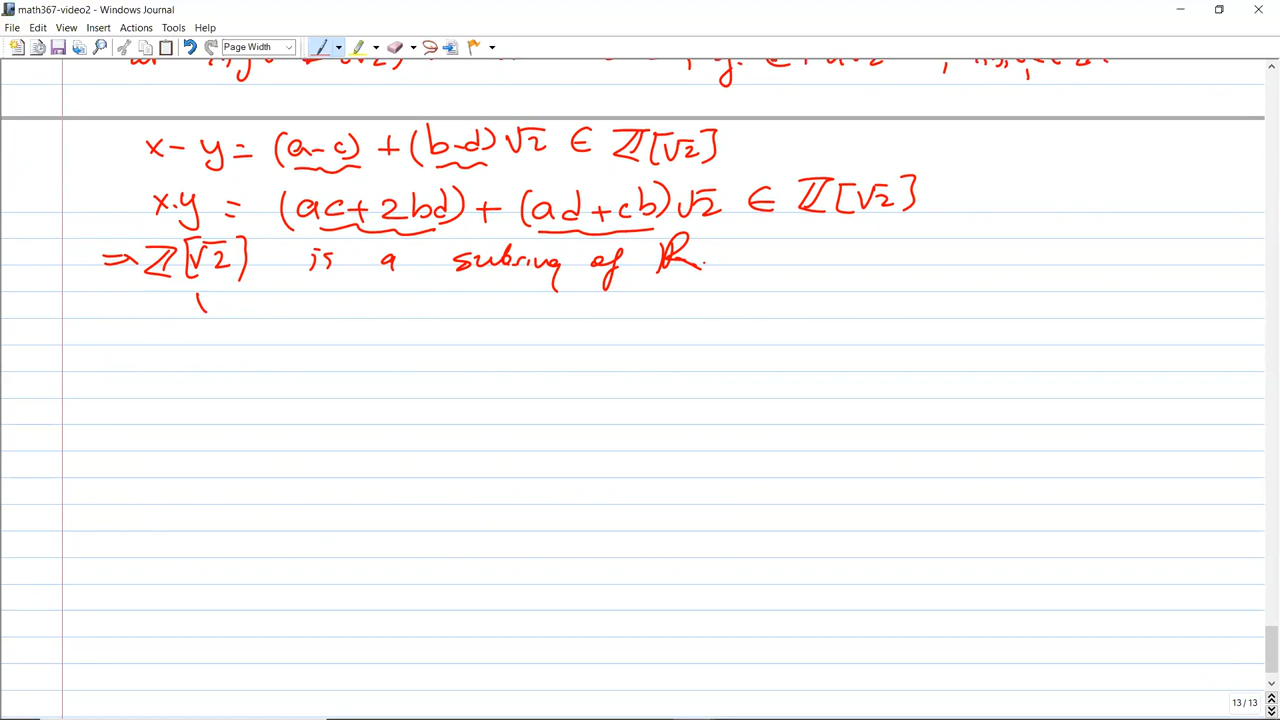 math367-video2 - Windows Journal
File Edit View Insert Actions Tools Help
Page Width
x - y = (a-c) + (b-d)√2 ∈ ℤ[√2]
x.y = (ac+2bd) + (ad+cb)√2 ∈ ℤ[√2]
⇒ ℤ[√2] is a subring of ℝ.
13 / 13